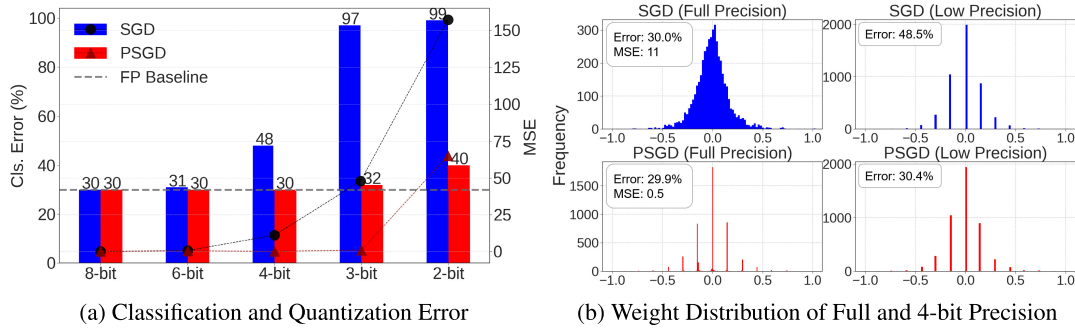 100
80
60
40
20
0
Cls. Error (%)
SGD
PSGD
FP Baseline
30 30
31 30
48 30
97 32
99 40
150
125
100
75
50
25
0
MSE
8-bit 6-bit 4-bit 3-bit 2-bit
(a) Classification and Quantization Error
SGD (Full Precision)
Error: 30.0%
MSE: 11
300
200
100
0
−1.0 −0.5 0.0 0.5 1.0
SGD (Low Precision)
Error: 48.5%
2000
1000
0
−1.0 −0.5 0.0 0.5 1.0
Frequency
PSGD (Full Precision)
Error: 29.9%
MSE: 0.5
1500
1000
500
0
−1.0 −0.5 0.0 0.5 1.0
PSGD (Low Precision)
Error: 30.4%
2000
1000
0
−1.0 −0.5 0.0 0.5 1.0
(b) Weight Distribution of Full and 4-bit Precision